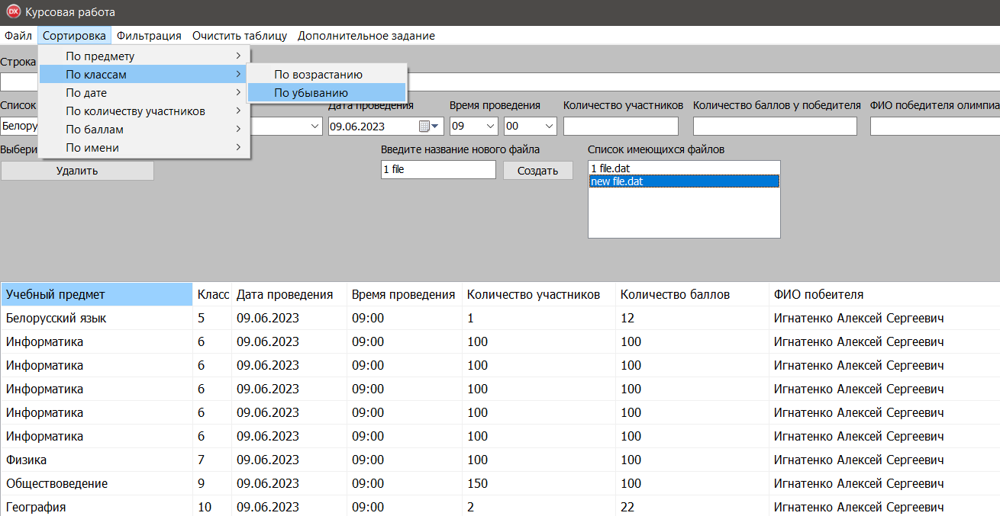 DX Курсовая работа
Файл Сортировка Фильтрация Очистить таблицу Дополнительное задание
По предмету
Строка
По классам По возрастанию
По дате По убыванию
Список Дата проведения Время проведения Количество участников Количество баллов у победителя ФИО победителя олимпиа
По количеству участников
Белору 09.06.2023 09 00
По баллам
По имени
Выбери Введите название нового файла Список имеющихся файлов
Удалить 1 file Создать 1 file.dat
new file.dat
Учебный предмет Класс Дата проведения Время проведения Количество участников Количество баллов ФИО побеителя
Белорусский язык 5 09.06.2023 09:00 1 12 Игнатенко Алексей Сергеевич
Информатика 6 09.06.2023 09:00 100 100 Игнатенко Алексей Сергеевич
Информатика 6 09.06.2023 09:00 100 100 Игнатенко Алексей Сергеевич
Информатика 6 09.06.2023 09:00 100 100 Игнатенко Алексей Сергеевич
Информатика 6 09.06.2023 09:00 100 100 Игнатенко Алексей Сергеевич
Информатика 6 09.06.2023 09:00 100 100 Игнатенко Алексей Сергеевич
Физика 7 09.06.2023 09:00 100 100 Игнатенко Алексей Сергеевич
Обществоведение 9 09.06.2023 09:00 150 100 Игнатенко Алексей Сергеевич
География 10 09.06.2023 09:00 2 22 Игнатенко Алексей Сергеевич